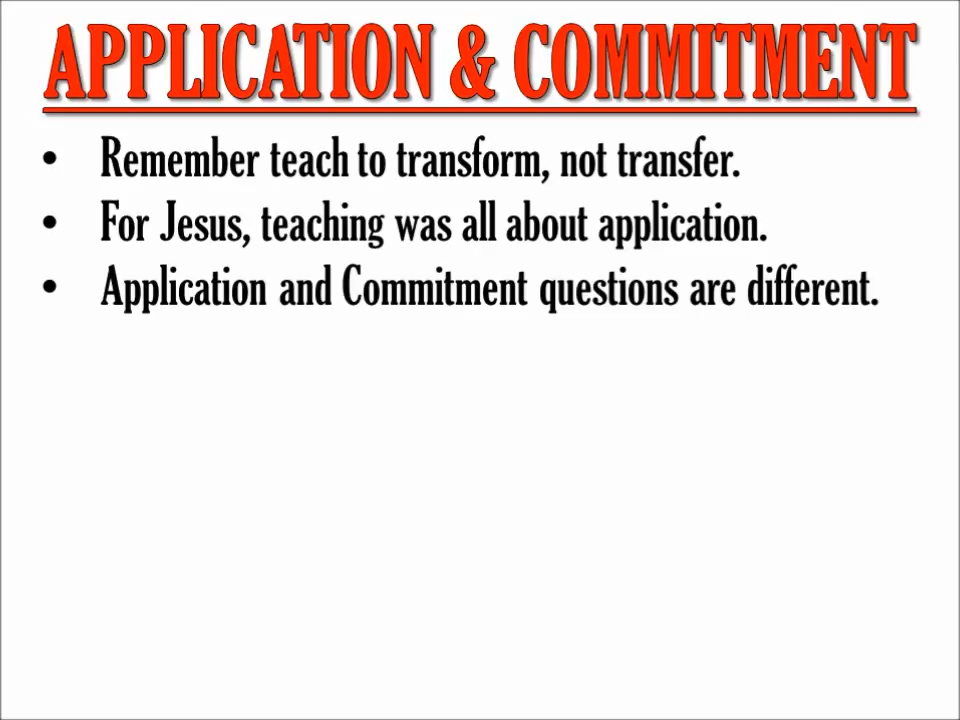 APPLICATION & COMMITMENT
• Remember teach to transform, not transfer.
• For Jesus, teaching was all about application.
• Application and Commitment questions are different.